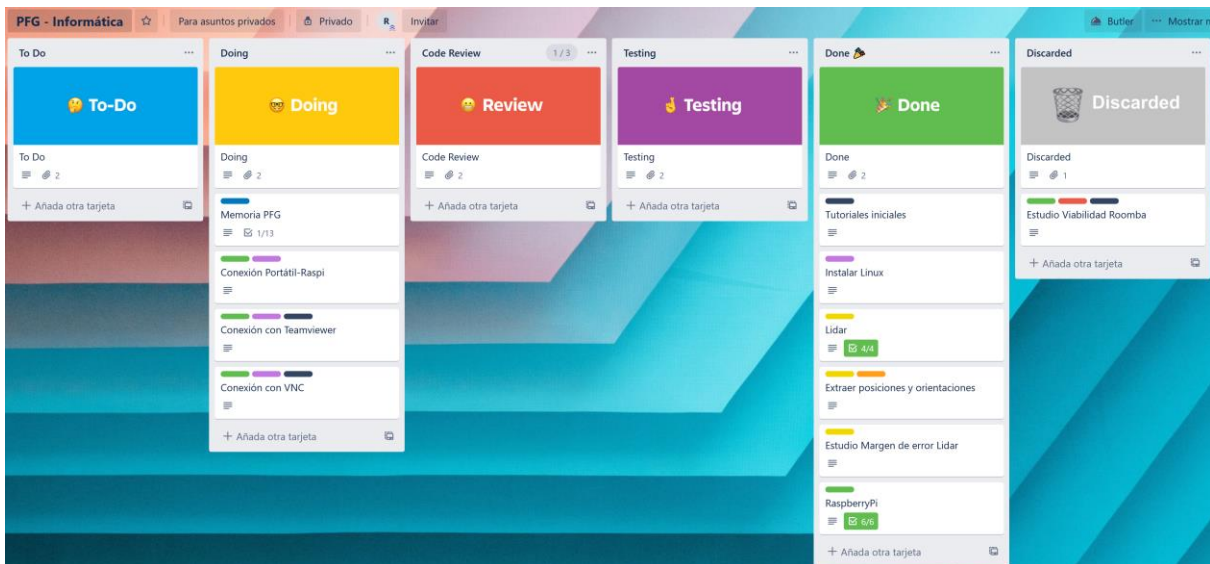 PFG - Informática
Para asuntos privados
Privado
R
Invitar
Butler
Mostrar
To Do
To-Do
To Do
2
Añada otra tarjeta
Doing
Doing
Doing
2
Memoria PFG
1/13
Conexión Portátil-Raspi
Conexión con Teamviewer
Conexión con VNC
Añada otra tarjeta
Code Review
1 / 3
Review
Code Review
2
Añada otra tarjeta
Testing
Testing
Testing
2
Añada otra tarjeta
Done
Done
Done
2
Tutoriales iniciales
Instalar Linux
Lidar
4/4
Extraer posiciones y orientaciones
Estudio Margen de error Lidar
RaspberryPi
6/6
Añada otra tarjeta
Discarded
Discarded
Discarded
1
Estudio Viabilidad Roomba
Añada otra tarjeta